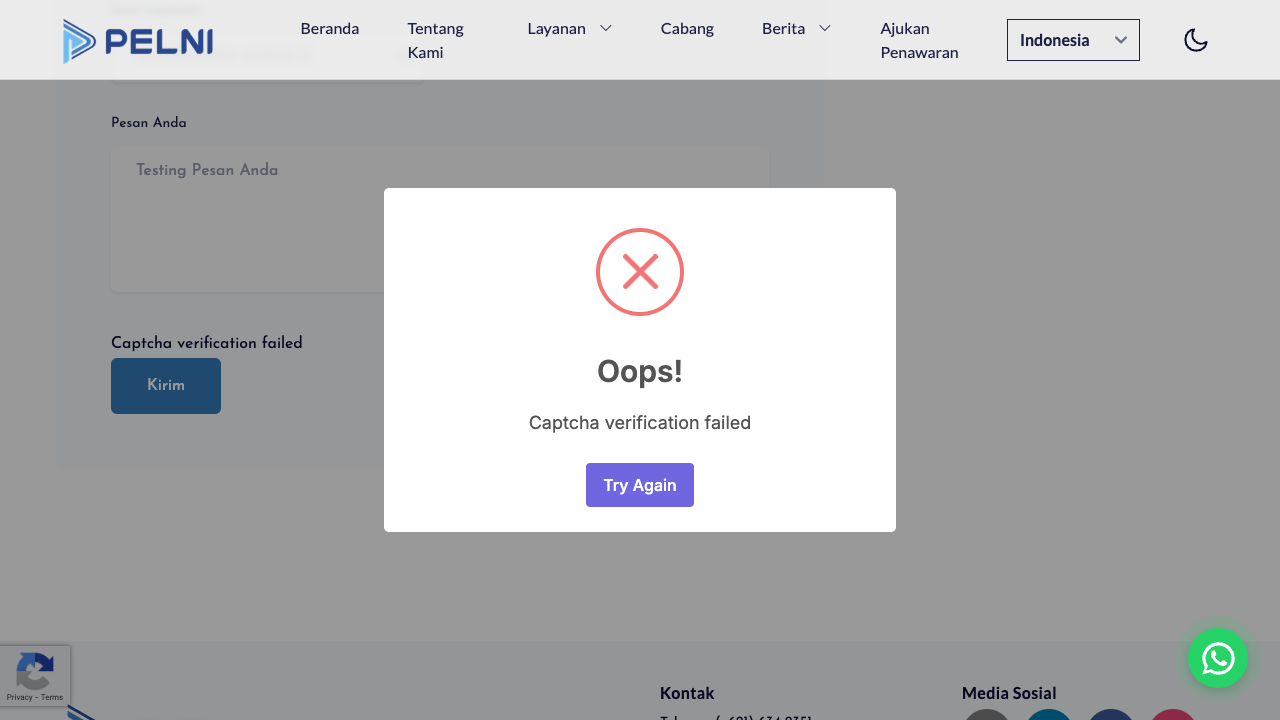 PELNI
Beranda
Tentang Kami
Layanan
Cabang
Berita
Ajukan Penawaran
Indonesia
Pesan Anda
Testing Pesan Anda
Captcha verification failed
Kirim
Oops!
Captcha verification failed
Try Again
Privacy - Terms
Kontak
Media Sosial